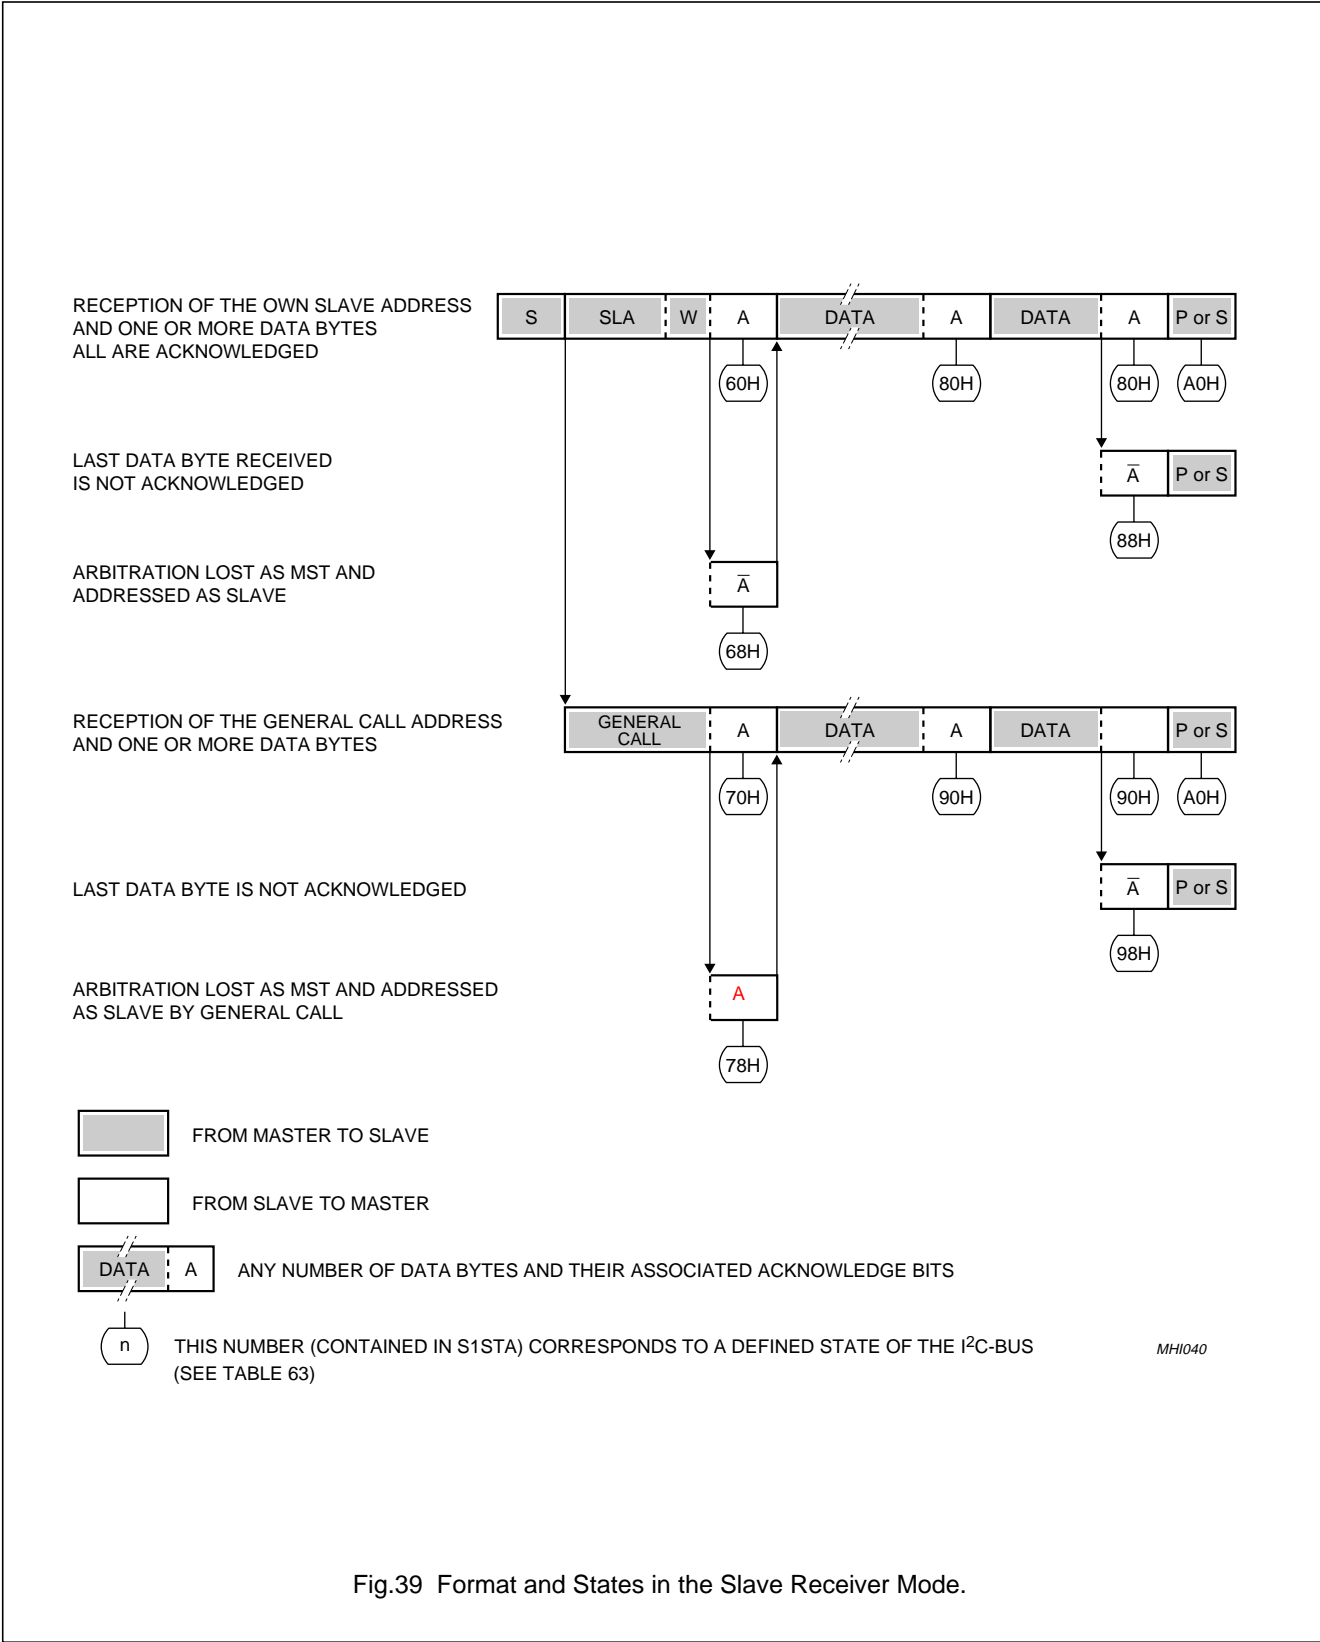 RECEPTION OF THE OWN SLAVE ADDRESS
AND ONE OR MORE DATA BYTES
ALL ARE ACKNOWLEDGED
S SLA W A DATA A DATA A P or S
60H 80H 80H A0H
LAST DATA BYTE RECEIVED
IS NOT ACKNOWLEDGED
A̅ P or S
88H
ARBITRATION LOST AS MST AND
ADDRESSED AS SLAVE
A̅
68H
RECEPTION OF THE GENERAL CALL ADDRESS
AND ONE OR MORE DATA BYTES
GENERAL
CALL
A DATA A DATA P or S
70H 90H 90H A0H
LAST DATA BYTE IS NOT ACKNOWLEDGED
A̅ P or S
98H
ARBITRATION LOST AS MST AND ADDRESSED
AS SLAVE BY GENERAL CALL
A
78H
FROM MASTER TO SLAVE
FROM SLAVE TO MASTER
DATA A ANY NUMBER OF DATA BYTES AND THEIR ASSOCIATED ACKNOWLEDGE BITS
n THIS NUMBER (CONTAINED IN S1STA) CORRESPONDS TO A DEFINED STATE OF THE I²C-BUS
(SEE TABLE 63)
MHI040
Fig.39 Format and States in the Slave Receiver Mode.